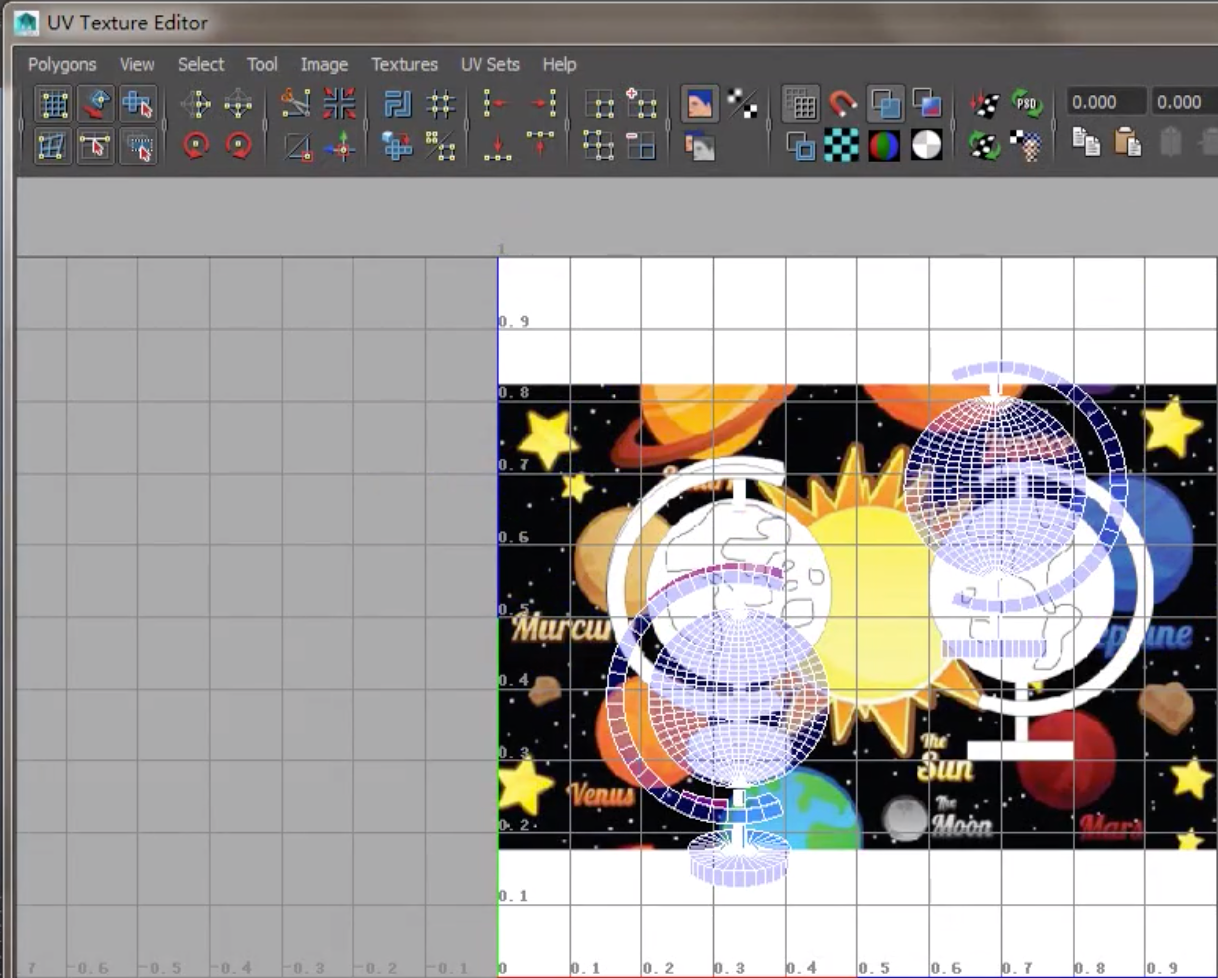 UV Texture Editor
Polygons View Select Tool Image Textures UV Sets Help
PSD 0.000 0.000
1
0.9
0.8
0.7
0.6
0.5
Murcur
eptune
0.4
0.3
The
Sun
Venus
The
Moon
Mars
0.2
0.1
7 -0.6 -0.5 -0.4 -0.3 -0.2 -0.1 0 0.1 0.2 0.3 0.4 0.5 0.6 0.7 0.8 0.9